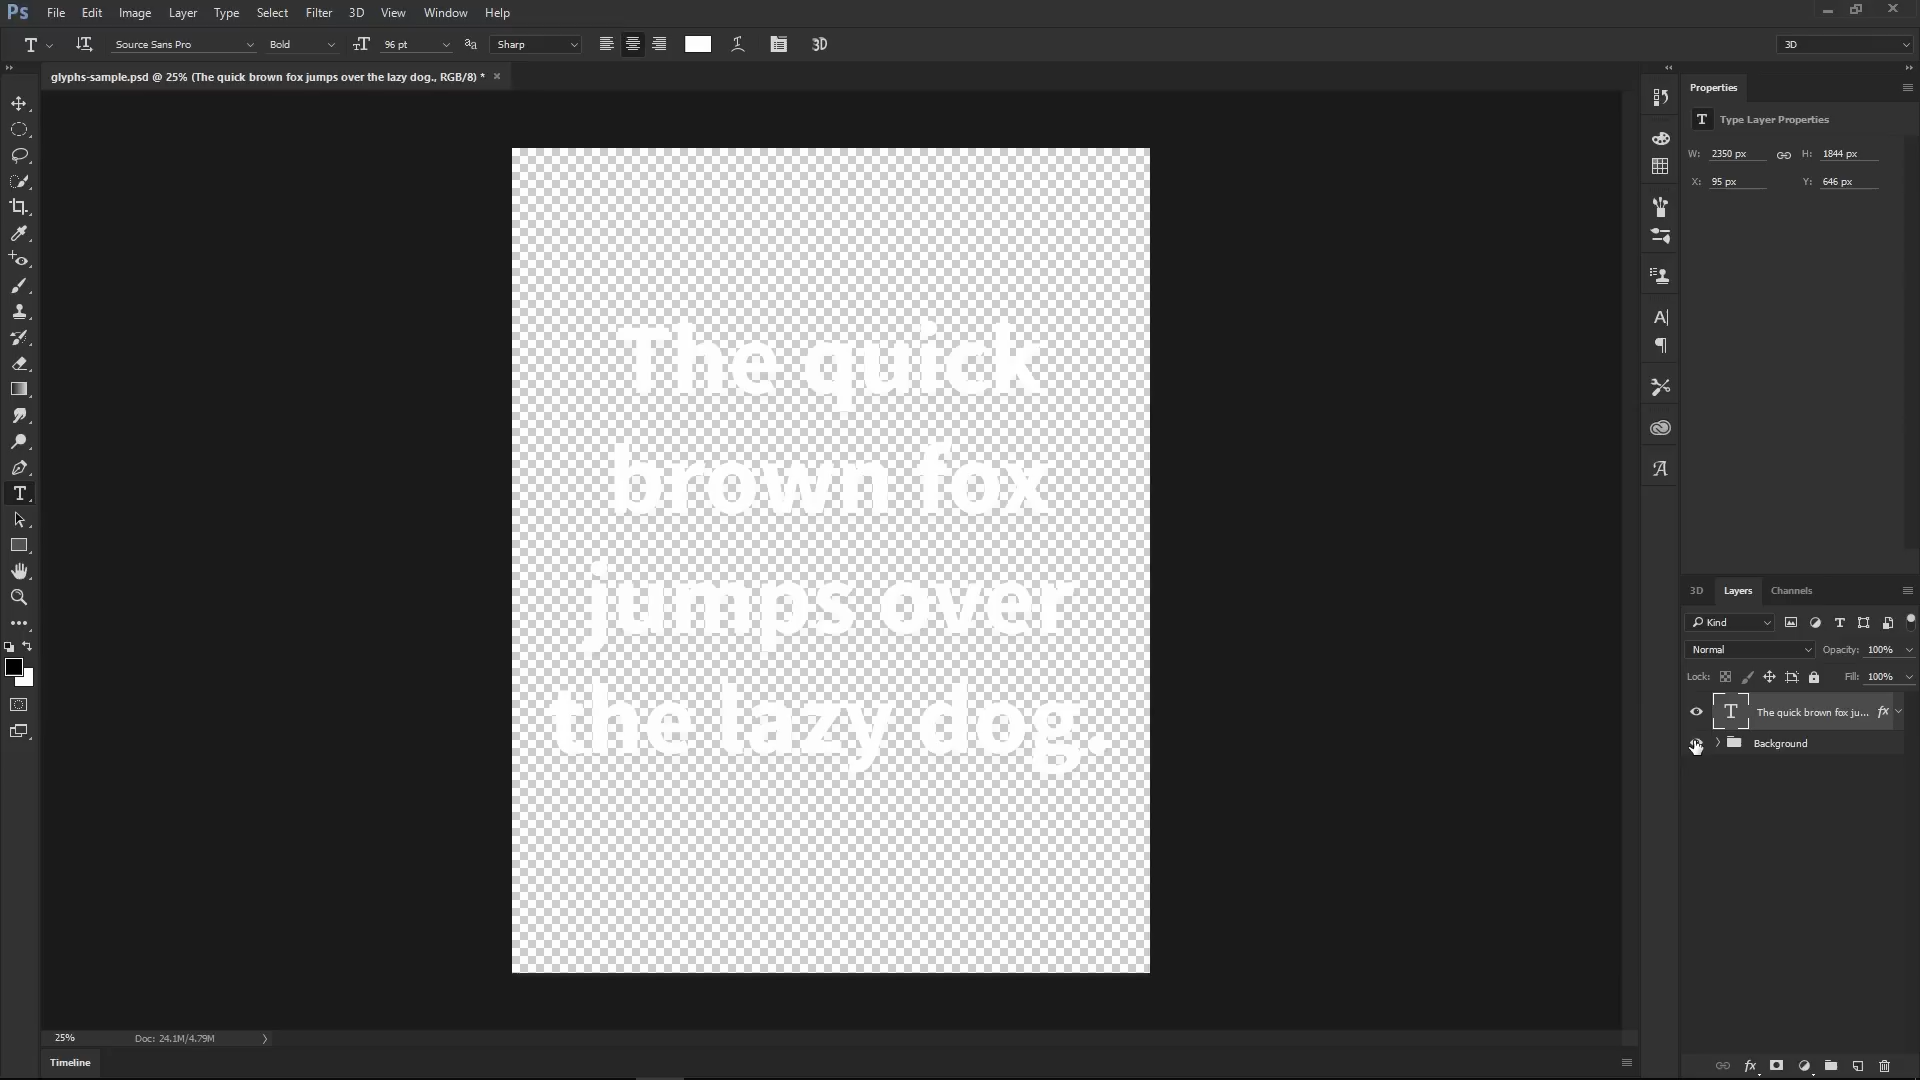 Ps File Edit Image Layer Type Select Filter 3D View Window Help
T Source Sans Pro Bold 96 pt aa Sharp 3D 3D
glyphs-sample.psd @ 25% (The quick brown fox jumps over the lazy dog., RGB/8) *
Properties
T Type Layer Properties
W: 2350 px H: 1844 px
X: 95 px Y: 646 px
The quick
brown fox
jumps over
the lazy dog.
3D Layers Channels
Kind
Normal Opacity: 100%
Lock: Fill: 100%
T The quick brown fox ju... fx
Background
25% Doc: 24.1M/4.79M
Timeline
fx